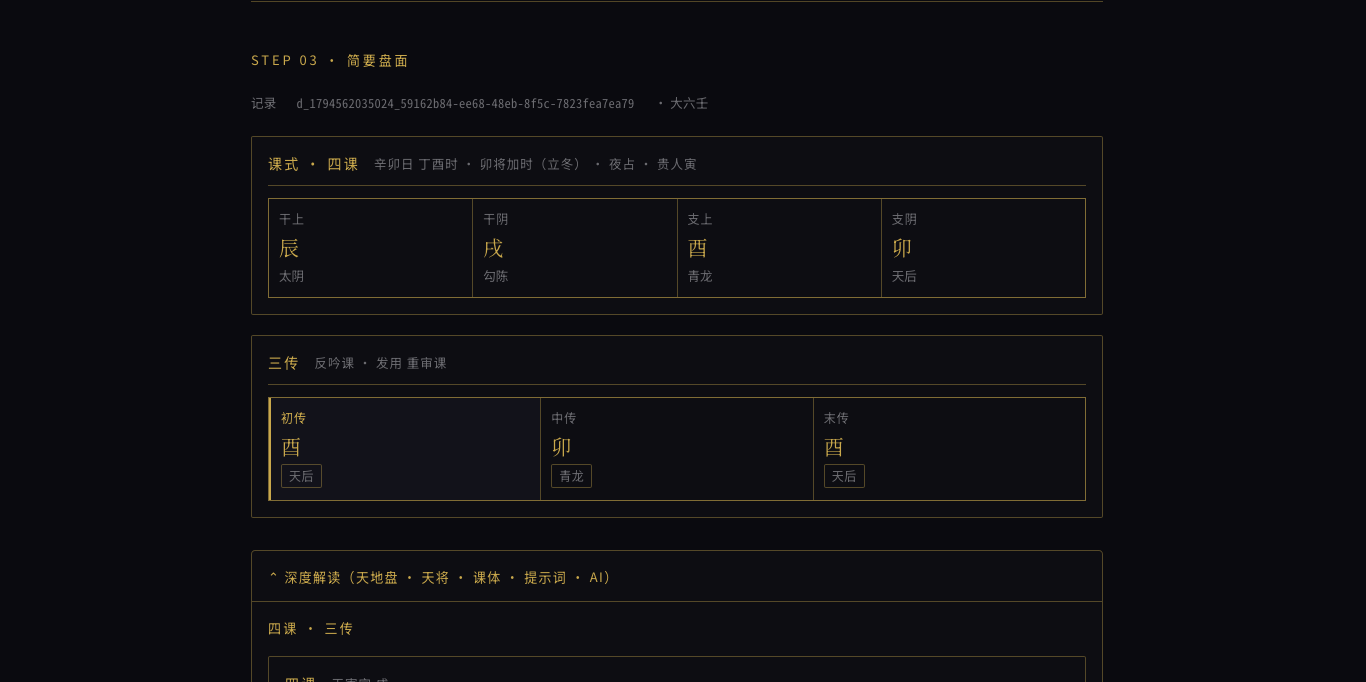 STEP 03 · 简要盘面
记录 d_1794562035024_59162b84-ee68-48eb-8f5c-7823fea7ea79 · 大六壬
课式 · 四课 辛卯日 丁酉时 · 卯将加时（立冬） · 夜占 · 贵人寅
干上 干阴 支上 支阴
辰 戌 酉 卯
太阴 勾陈 青龙 天后
三传 反吟课 · 发用 重审课
初传 中传 末传
酉 卯 酉
天后 青龙 天后
⌃ 深度解读（天地盘 · 天将 · 课体 · 提示词 · AI）
四课 · 三传
四课